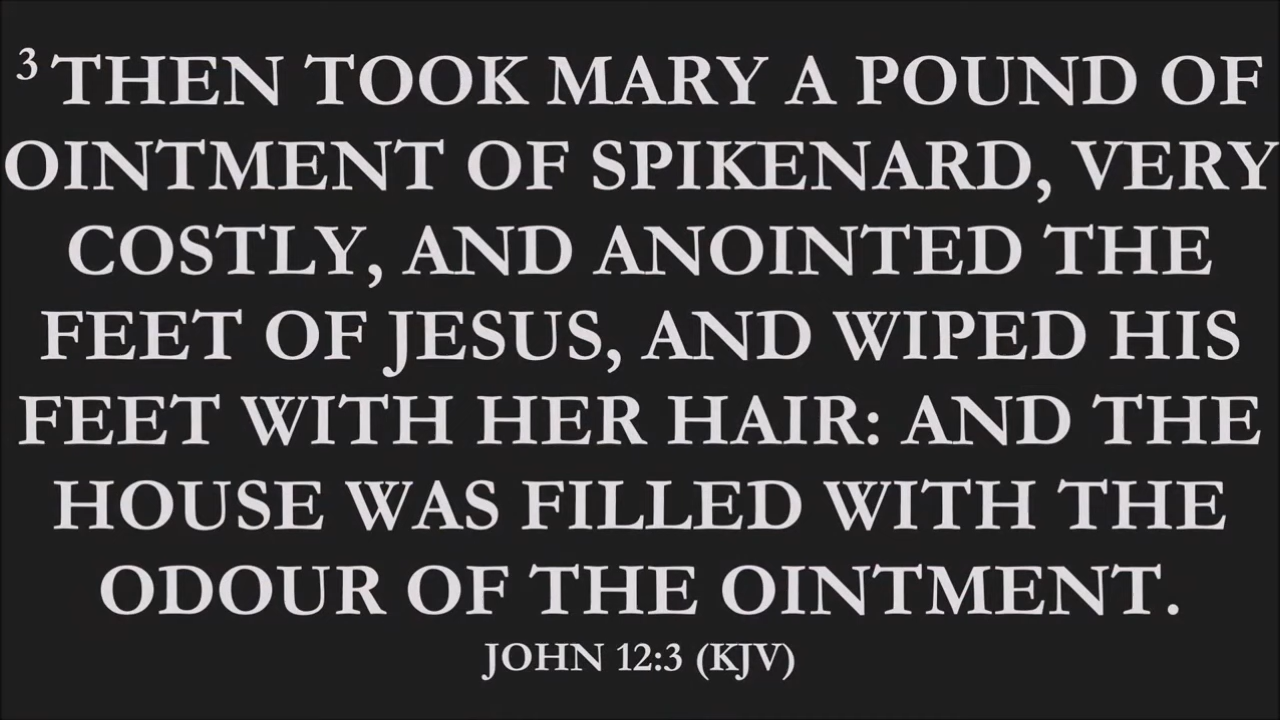 3 THEN TOOK MARY A POUND OF
OINTMENT OF SPIKENARD, VERY
COSTLY, AND ANOINTED THE
FEET OF JESUS, AND WIPED HIS
FEET WITH HER HAIR: AND THE
HOUSE WAS FILLED WITH THE
ODOUR OF THE OINTMENT.
JOHN 12:3 (KJV)